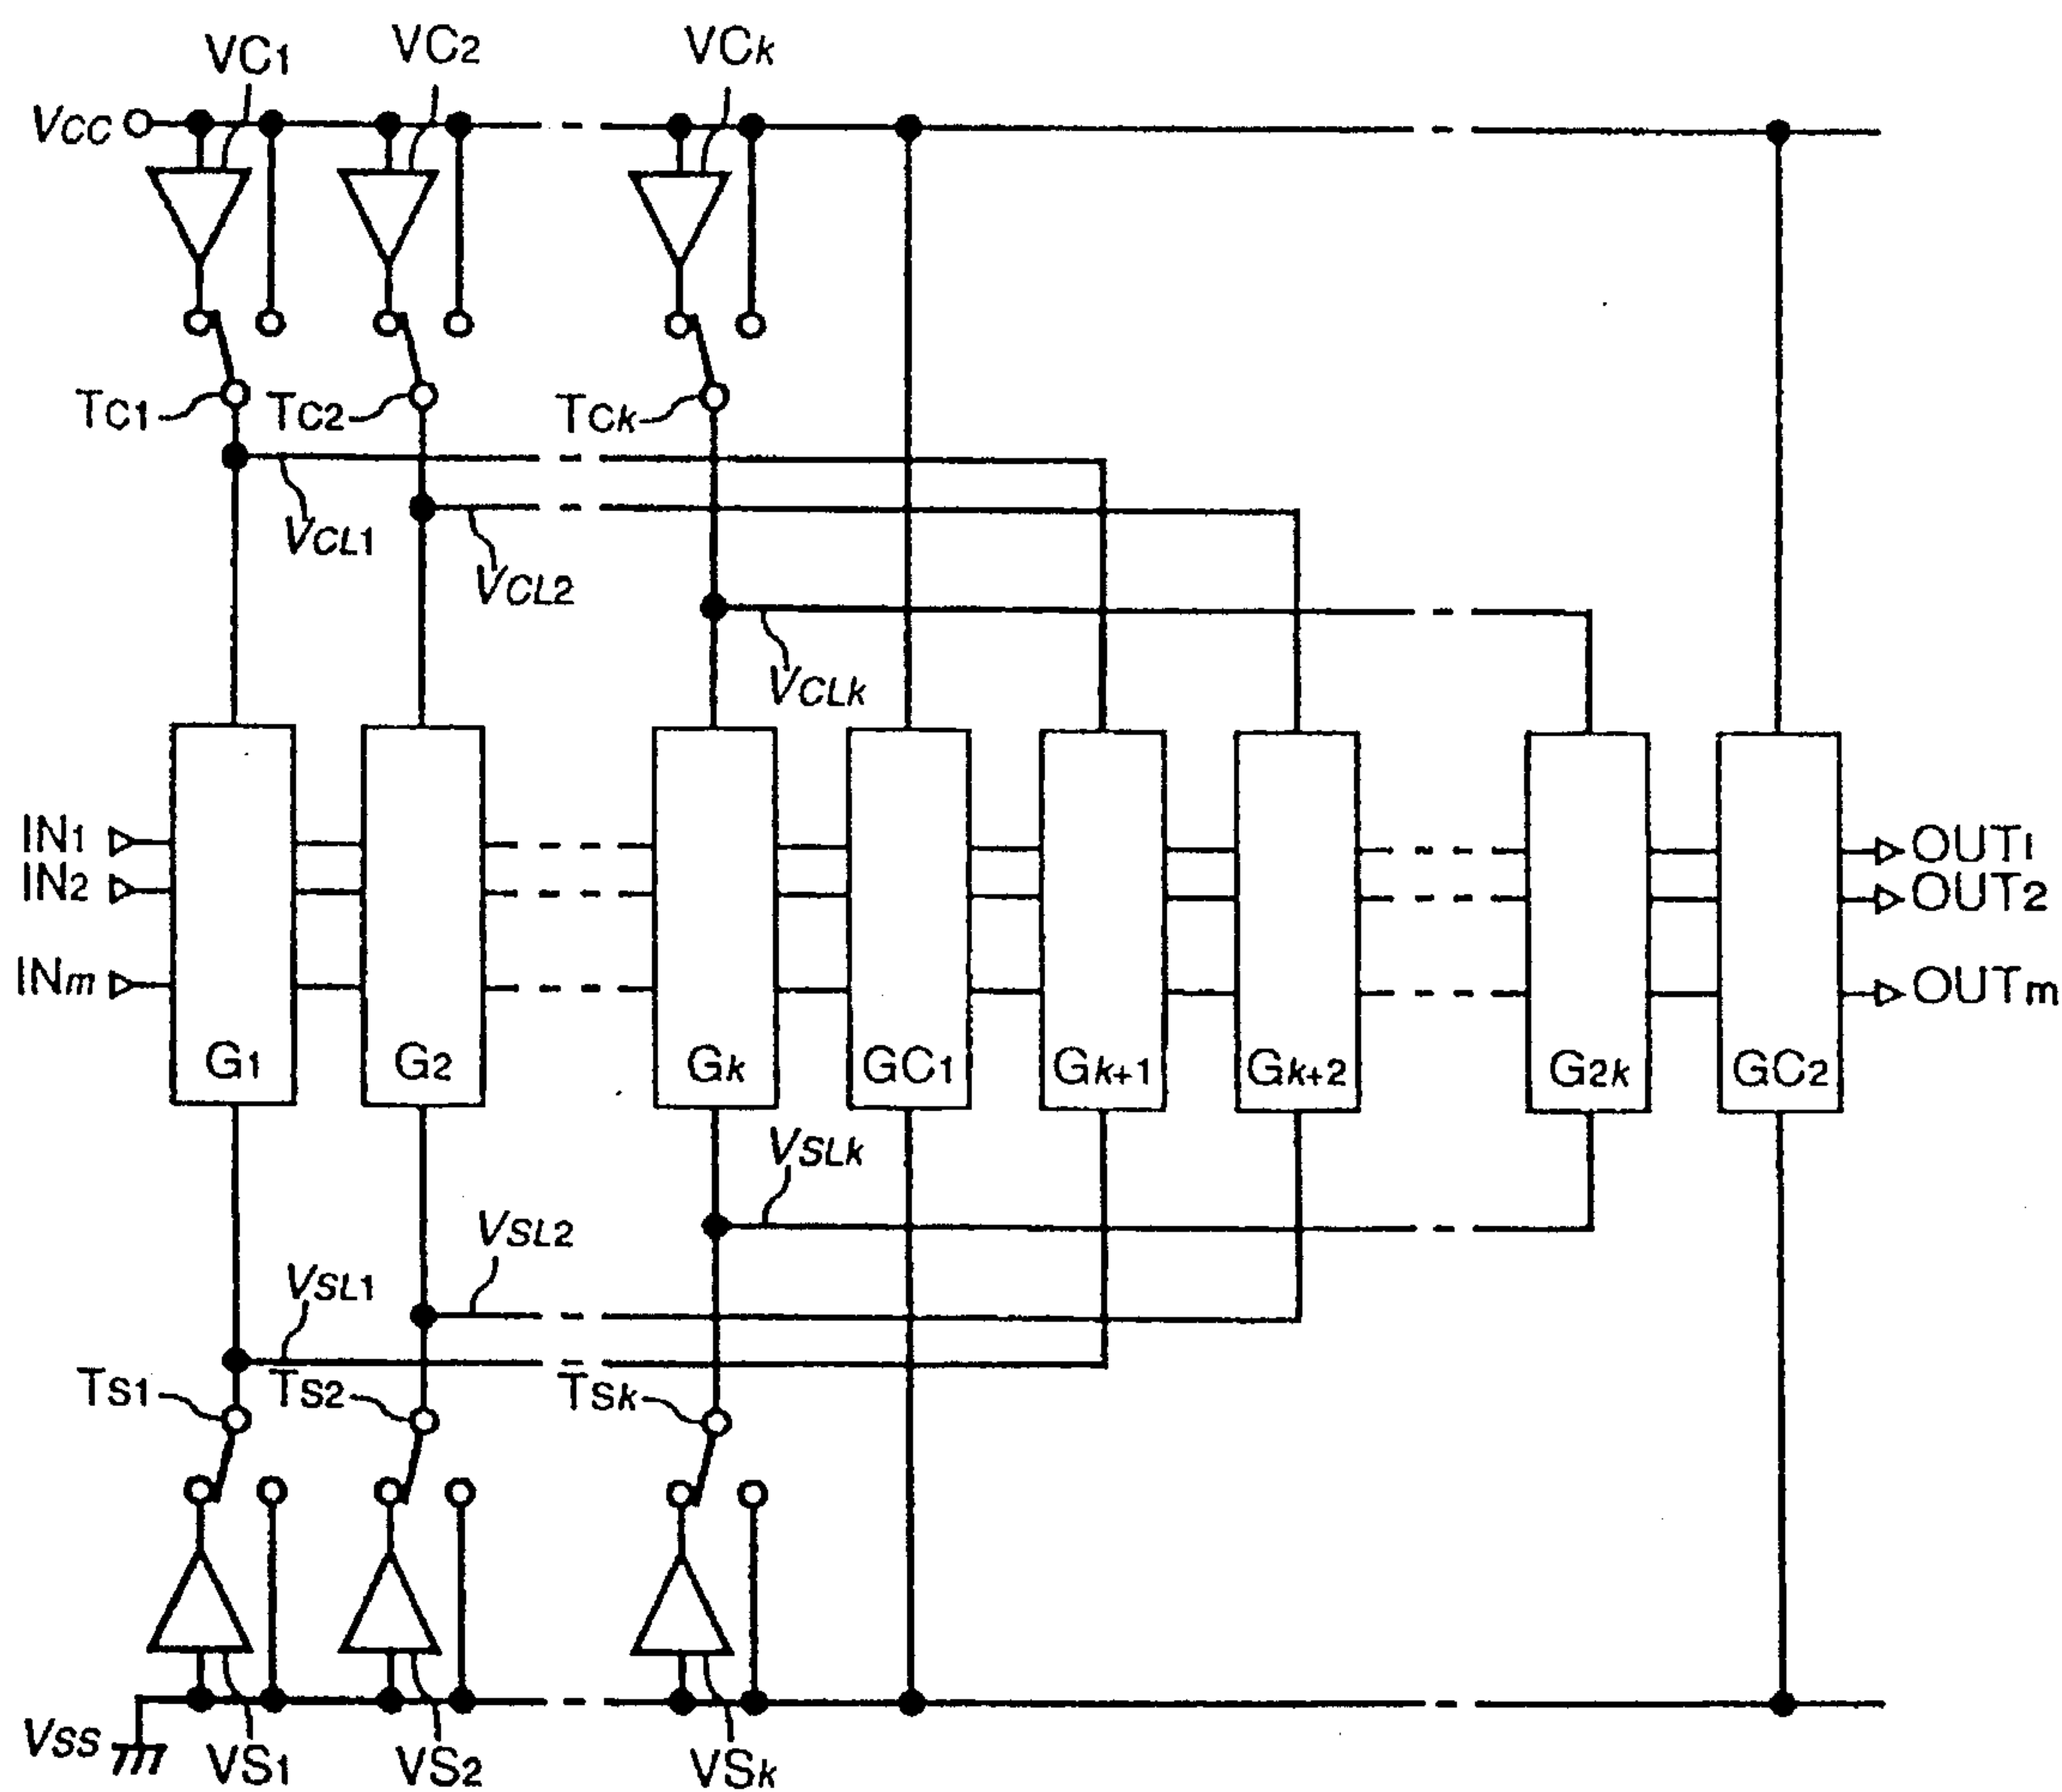 VC1 VC2 VCk
VCC
TC1 TC2 TCk
VCL1
VCL2
VCLk
IN1 OUT1
IN2 OUT2
INm OUTm
G1 G2 Gk GC1 Gk+1 Gk+2 G2k GC2
VSLk
VSL2
VSL1
TS1 TS2 TSk
VSS
VS1 VS2 VSk